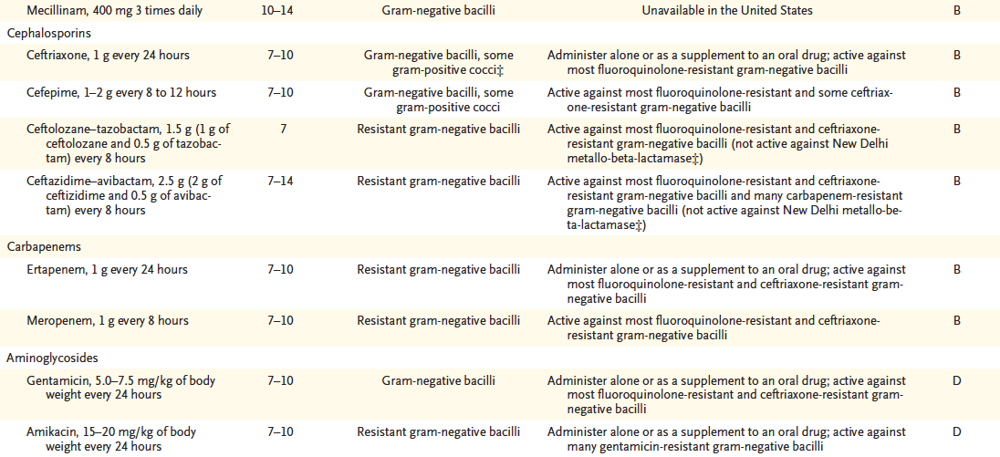 Mecillinam, 400 mg 3 times daily 10–14 Gram-negative bacilli Unavailable in the United States B
Cephalosporins
Ceftriaxone, 1 g every 24 hours 7–10 Gram-negative bacilli, some Administer alone or as a supplement to an oral drug; active against B
gram-positive cocci‡ most fluoroquinolone-resistant gram-negative bacilli
Cefepime, 1–2 g every 8 to 12 hours 7–10 Gram-negative bacilli, some Active against most fluoroquinolone-resistant and some ceftriax- B
gram-positive cocci one-resistant gram-negative bacilli
Ceftolozane–tazobactam, 1.5 g (1 g of 7 Resistant gram-negative bacilli Active against most fluoroquinolone-resistant and ceftriaxone- B
ceftolozane and 0.5 g of tazobac- resistant gram-negative bacilli (not active against New Delhi
tam) every 8 hours metallo-beta-lactamase‡)
Ceftazidime–avibactam, 2.5 g (2 g of 7–14 Resistant gram-negative bacilli Active against most fluoroquinolone-resistant and ceftriaxone- B
ceftizidime and 0.5 g of avibac- resistant gram-negative bacilli and many carbapenem-resistant
tam) every 8 hours gram-negative bacilli (not active against New Delhi metallo-be-
ta-lactamase‡)
Carbapenems
Ertapenem, 1 g every 24 hours 7–10 Resistant gram-negative bacilli Administer alone or as a supplement to an oral drug; active against B
most fluoroquinolone-resistant and ceftriaxone-resistant gram-
negative bacilli
Meropenem, 1 g every 8 hours 7–10 Resistant gram-negative bacilli Active against most fluoroquinolone-resistant and ceftriaxone- B
resistant gram-negative bacilli
Aminoglycosides
Gentamicin, 5.0–7.5 mg/kg of body 7–10 Gram-negative bacilli Administer alone or as a supplement to an oral drug; active against D
weight every 24 hours most fluoroquinolone-resistant and ceftriaxone-resistant gram-
negative bacilli
Amikacin, 15–20 mg/kg of body 7–10 Resistant gram-negative bacilli Administer alone or as a supplement to an oral drug; active against D
weight every 24 hours many gentamicin-resistant gram-negative bacilli